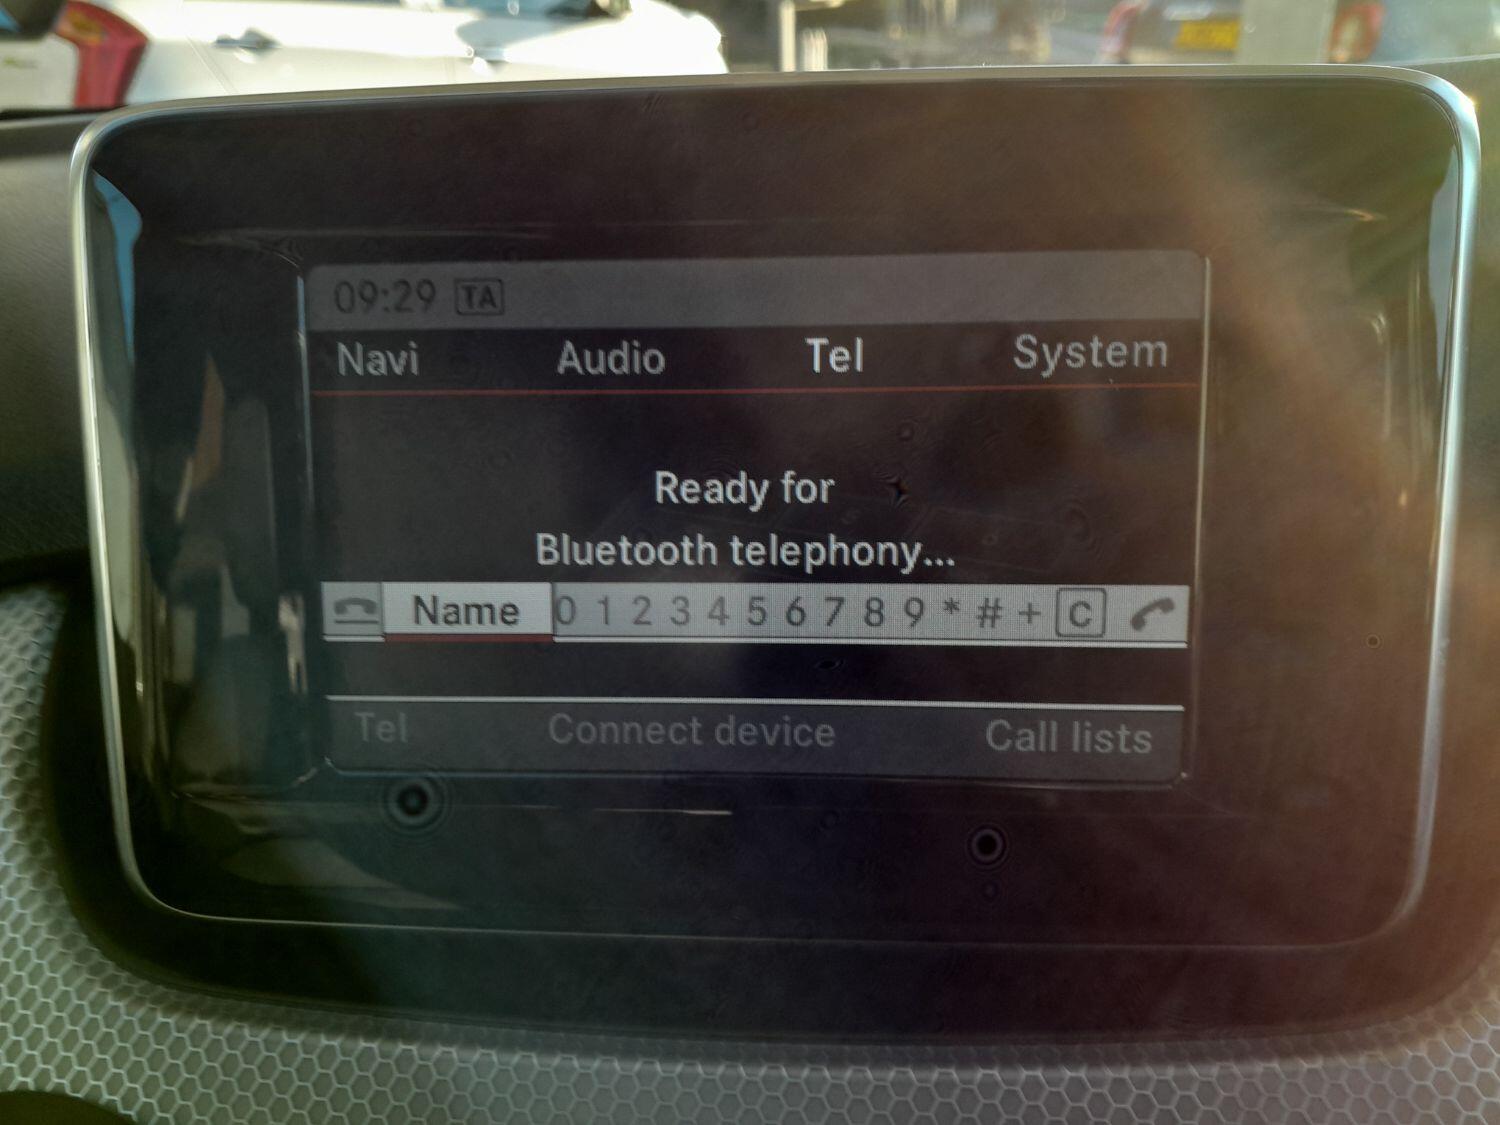 09:29 TA
Navi Audio Tel System
Ready for
Bluetooth telephony...
Name 0 1 2 3 4 5 6 7 8 9 * # + C
Tel Connect device Call lists